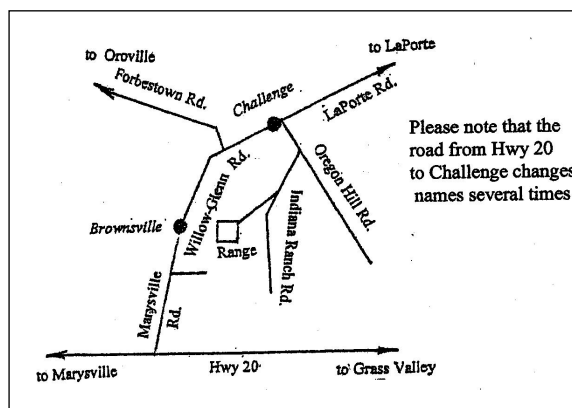 to Oroville
to LaPorte
Forbestown Rd.
Challenge
LaPorte Rd.
Please note that the
road from Hwy 20
to Challenge changes
names several times
Oregon Hill Rd.
Willow-Glenn Rd.
Brownsville
Range
Indiana Ranch Rd.
Marysville
Rd.
to Marysville
Hwy 20
to Grass Valley